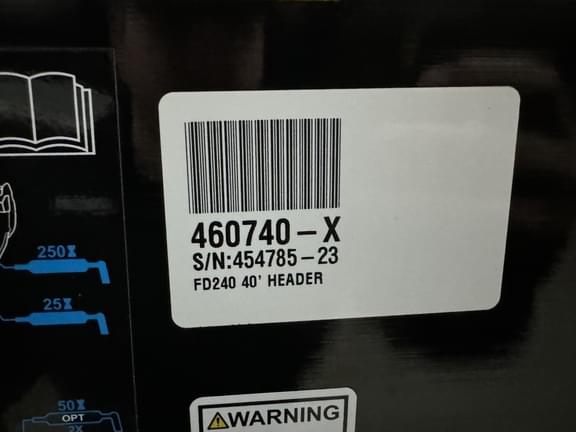 460740-X
S/N:454785-23
FD240 40' HEADER
250
25
50
OPT
2X
WARNING